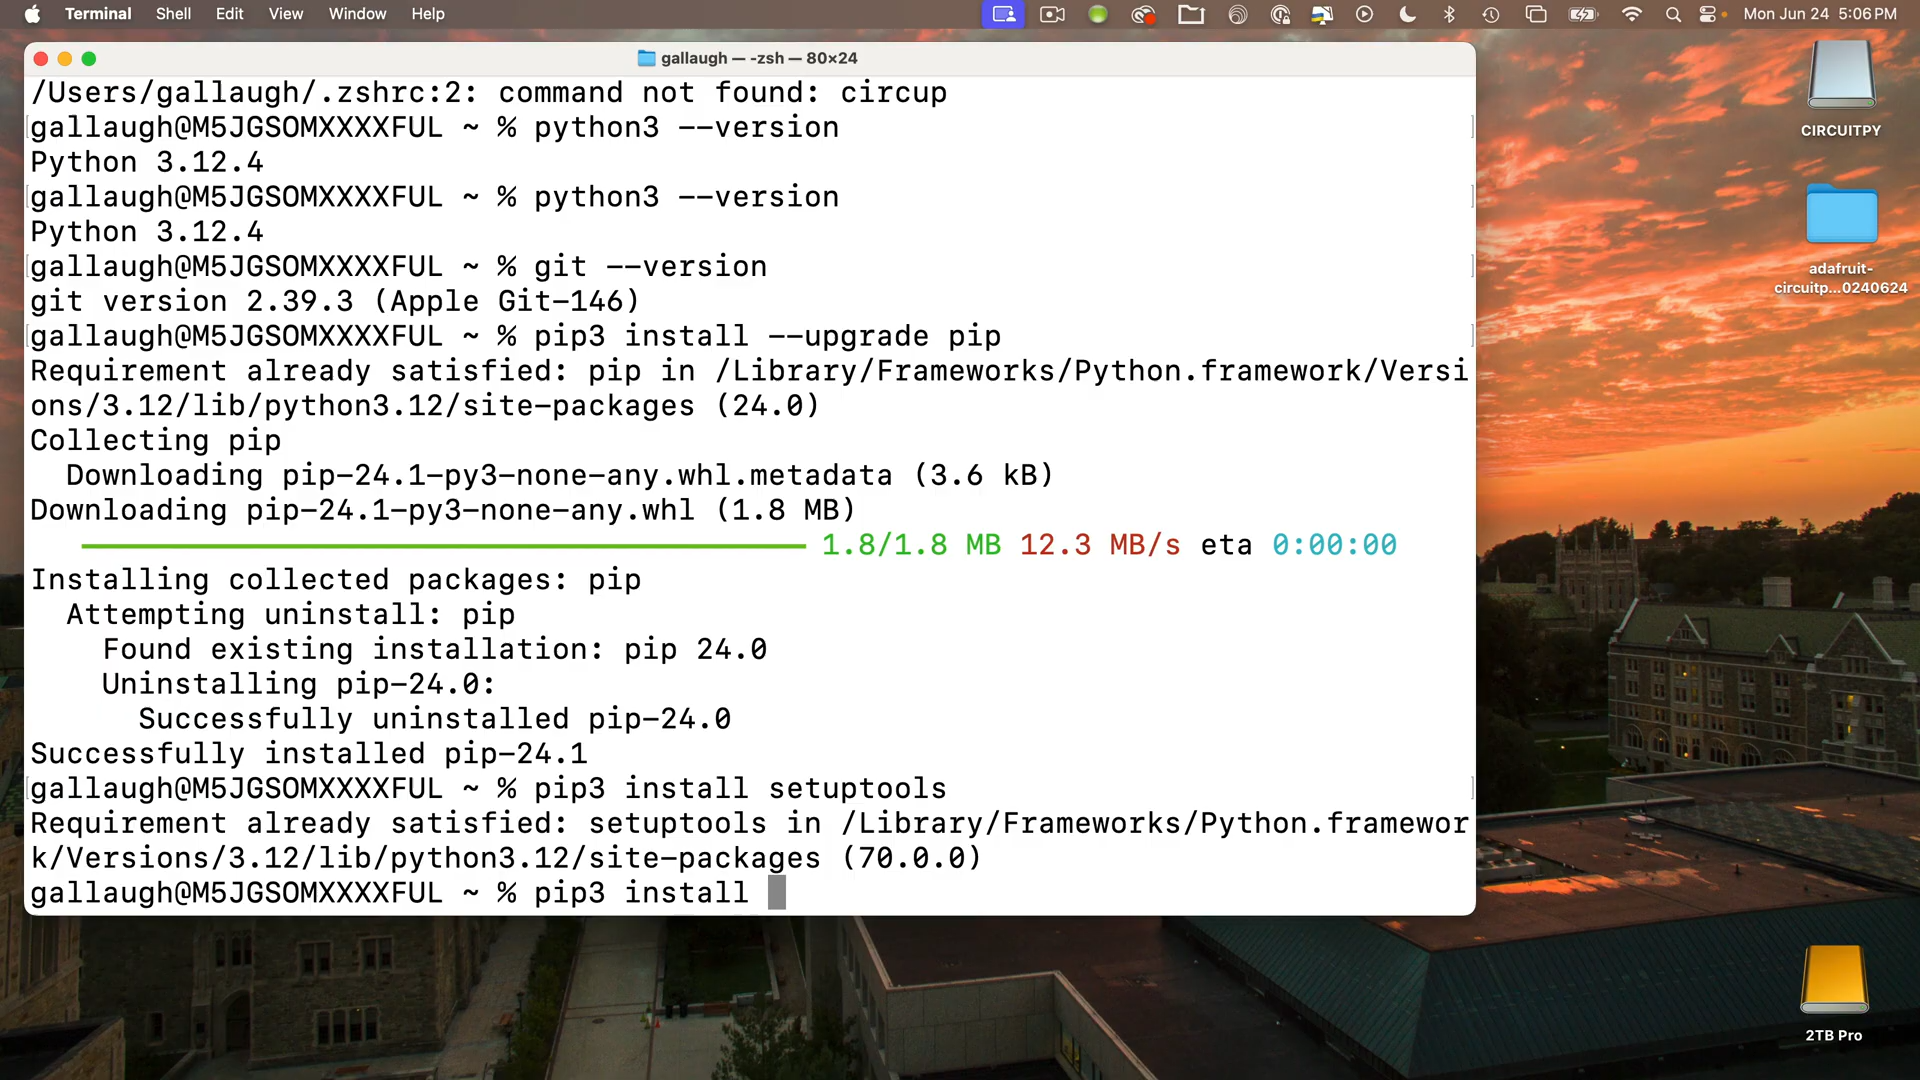 Terminal Shell Edit View Window Help Mon Jun 24 5:06 PM
gallaugh — -zsh — 80×24
/Users/gallaugh/.zshrc:2: command not found: circup
gallaugh@M5JGSOMXXXXFUL ~ % python3 --version
Python 3.12.4
gallaugh@M5JGSOMXXXXFUL ~ % python3 --version
Python 3.12.4
gallaugh@M5JGSOMXXXXFUL ~ % git --version
git version 2.39.3 (Apple Git-146)
gallaugh@M5JGSOMXXXXFUL ~ % pip3 install --upgrade pip
Requirement already satisfied: pip in /Library/Frameworks/Python.framework/Versi
ons/3.12/lib/python3.12/site-packages (24.0)
Collecting pip
  Downloading pip-24.1-py3-none-any.whl.metadata (3.6 kB)
Downloading pip-24.1-py3-none-any.whl (1.8 MB)
1.8/1.8 MB 12.3 MB/s eta 0:00:00
Installing collected packages: pip
  Attempting uninstall: pip
    Found existing installation: pip 24.0
    Uninstalling pip-24.0:
      Successfully uninstalled pip-24.0
Successfully installed pip-24.1
gallaugh@M5JGSOMXXXXFUL ~ % pip3 install setuptools
Requirement already satisfied: setuptools in /Library/Frameworks/Python.framewor
k/Versions/3.12/lib/python3.12/site-packages (70.0.0)
gallaugh@M5JGSOMXXXXFUL ~ % pip3 install
CIRCUITPY
adafruit-
circuitp...0240624
2TB Pro